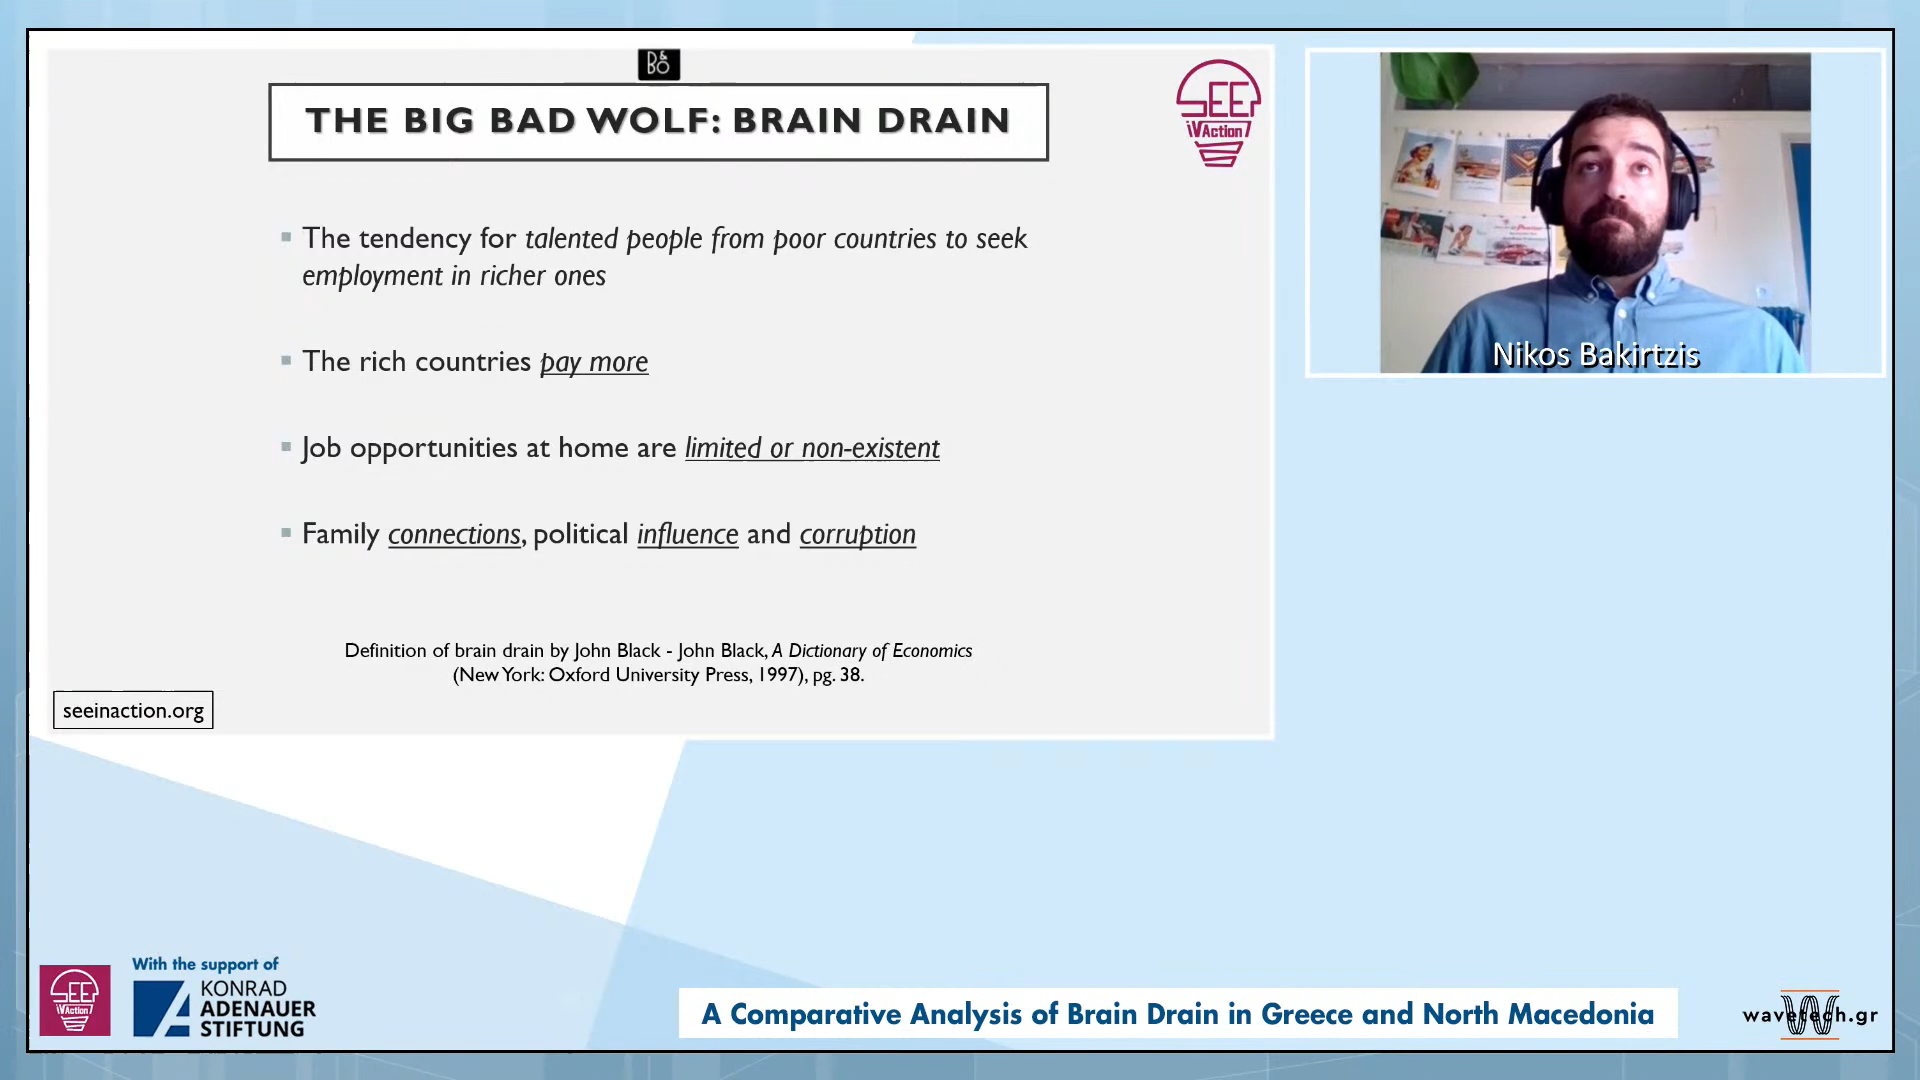 B&O
THE BIG BAD WOLF: BRAIN DRAIN
SEE
iNAction
The tendency for talented people from poor countries to seek
employment in richer ones
The rich countries pay more
Job opportunities at home are limited or non-existent
Family connections, political influence and corruption
Definition of brain drain by John Black - John Black, A Dictionary of Economics
(New York: Oxford University Press, 1997), pg. 38.
seeinaction.org
Nikos Bakirtzis
SEE
iNAction
With the support of
KONRAD
ADENAUER
STIFTUNG
A Comparative Analysis of Brain Drain in Greece and North Macedonia
wavetech.gr